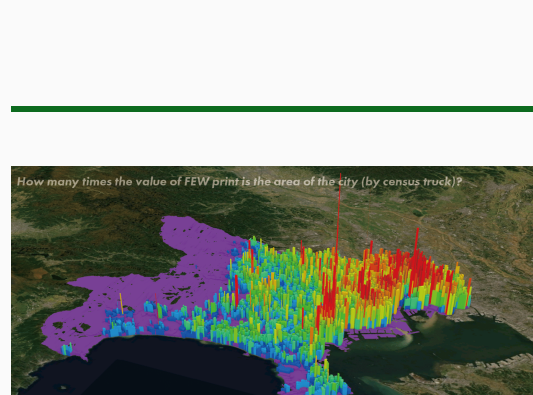 How many times the value of FEW print is the area of the city (by census truck)?